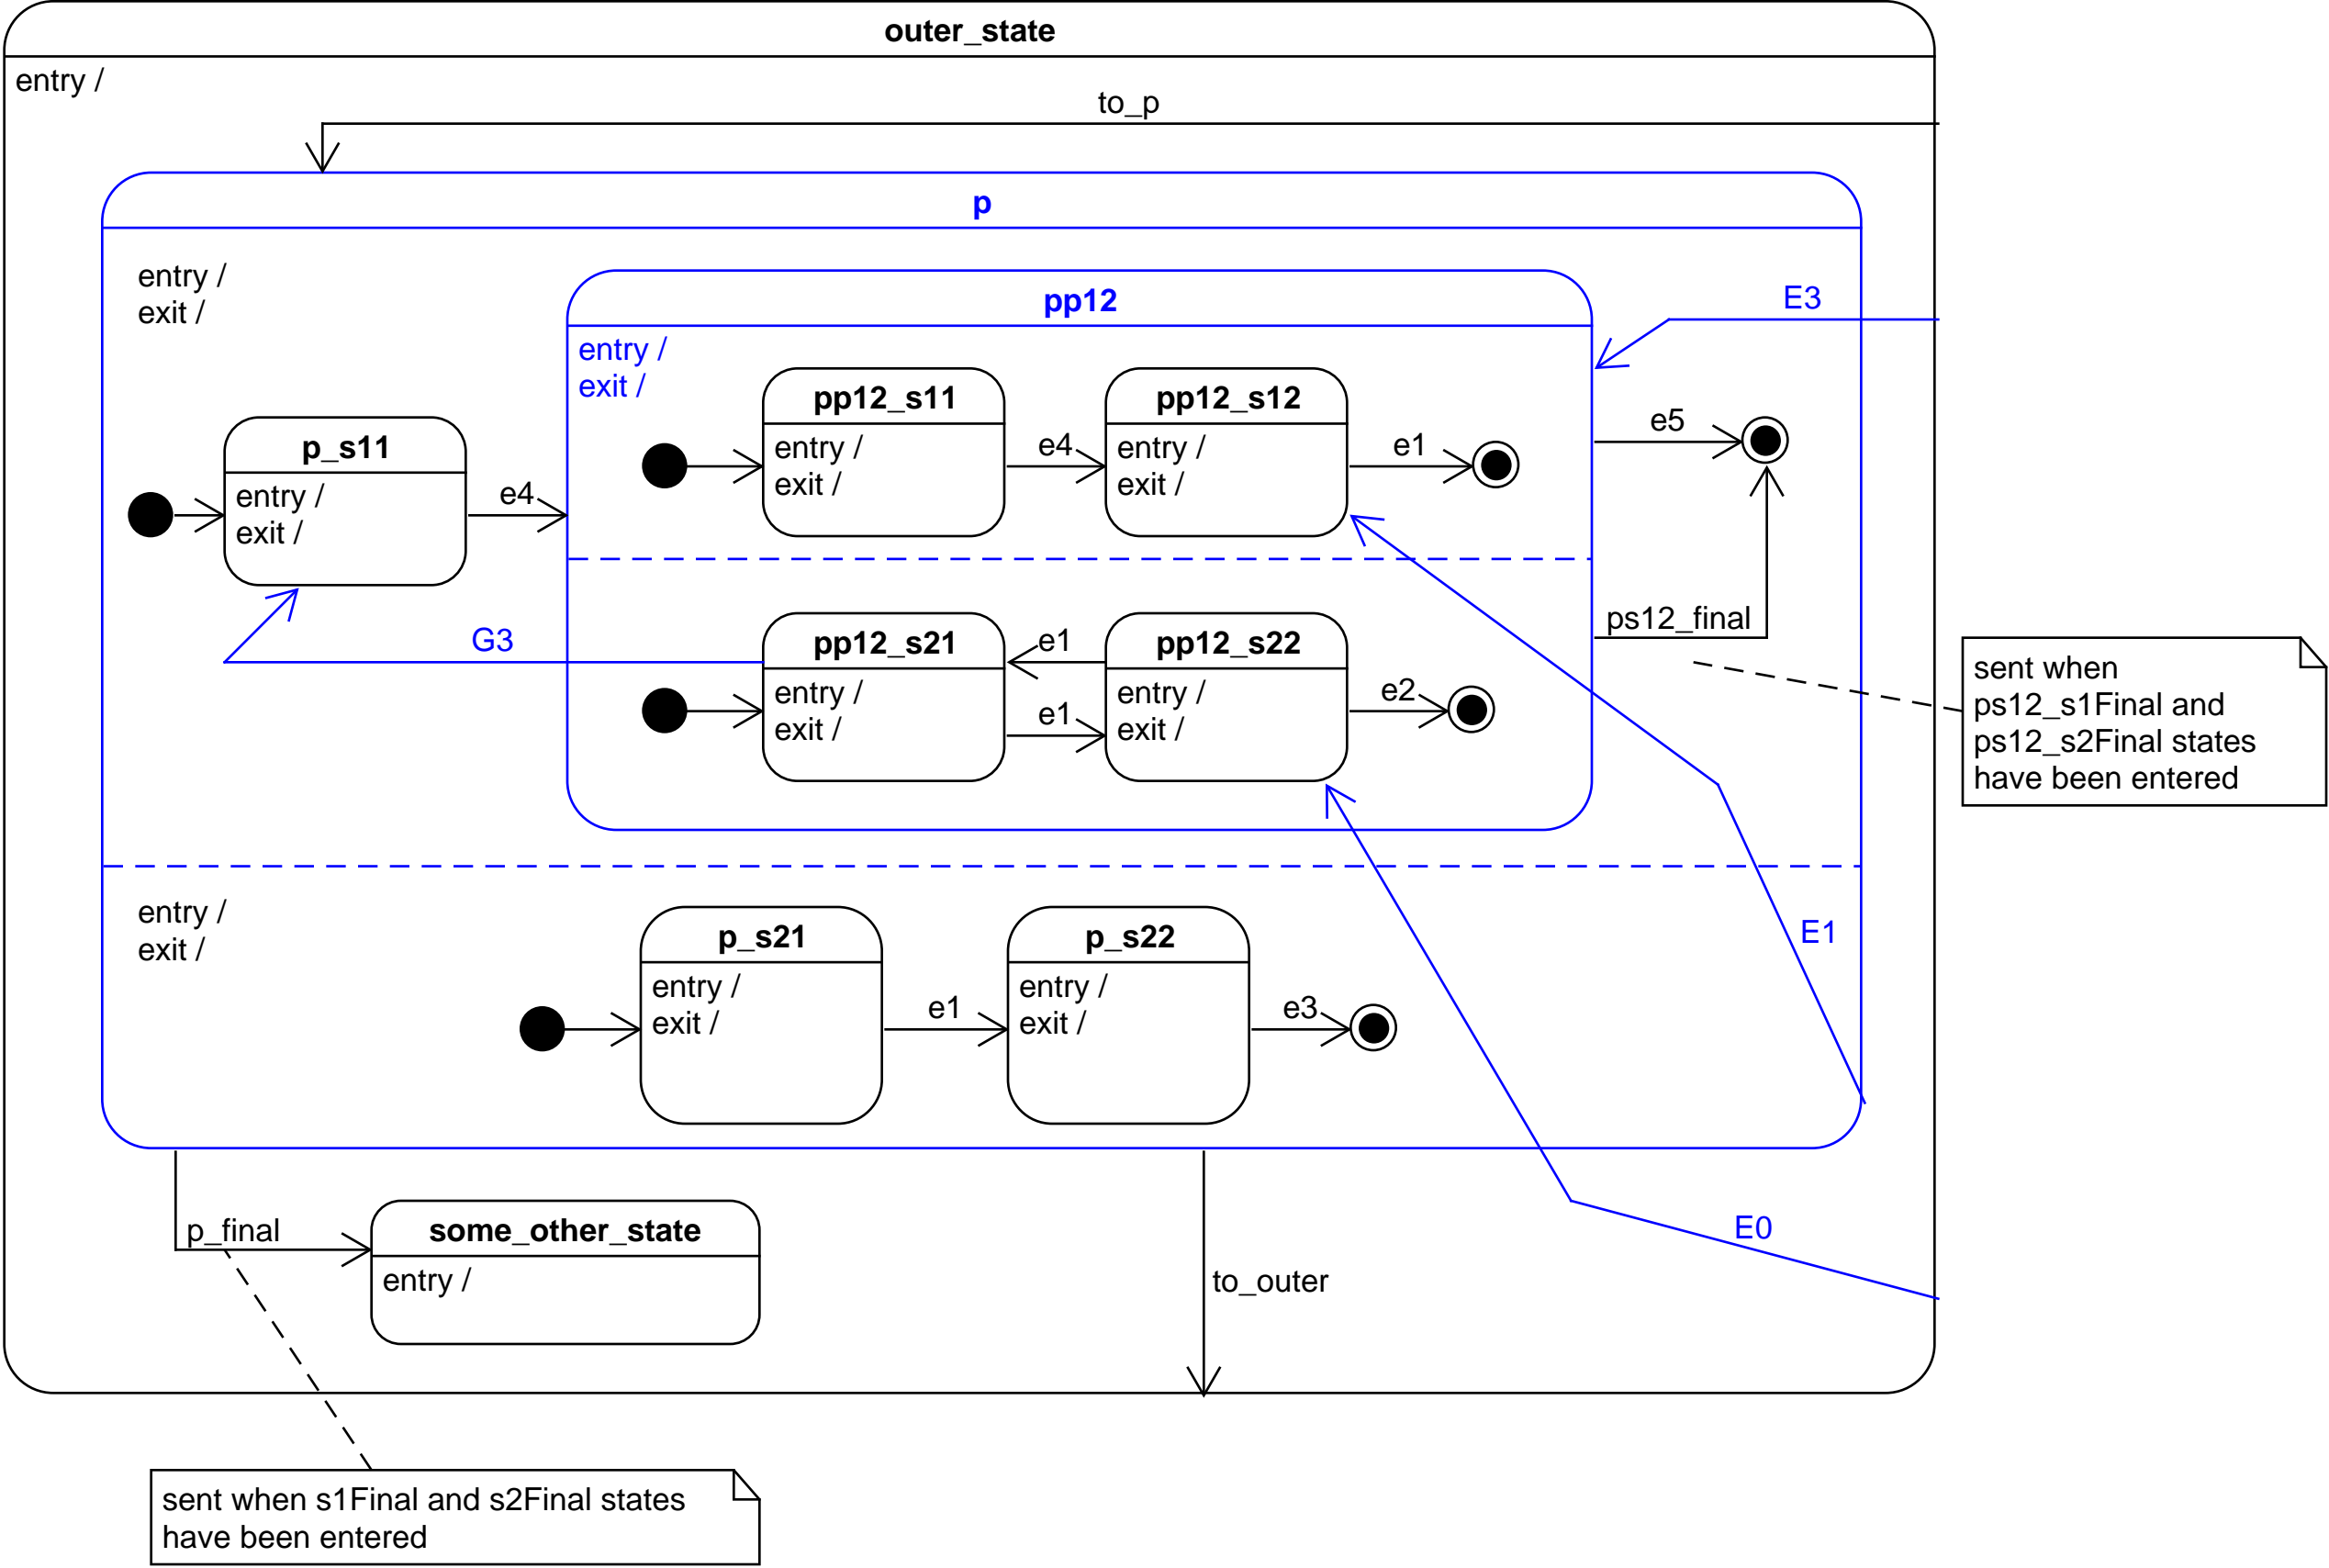 outer_state
entry /
to_p
p
entry /
exit /
pp12
entry /
exit /
E3
pp12_s11
entry /
exit /
e4
pp12_s12
entry /
exit /
e1
e5
p_s11
entry /
exit /
e4
G3
pp12_s21
entry /
exit /
e1
e1
pp12_s22
entry /
exit /
e2
ps12_final
sent when
ps12_s1Final and
ps12_s2Final states
have been entered
entry /
exit /
p_s21
entry /
exit /
e1
p_s22
entry /
exit /
e3
E1
p_final
some_other_state
entry /
to_outer
E0
sent when s1Final and s2Final states
have been entered